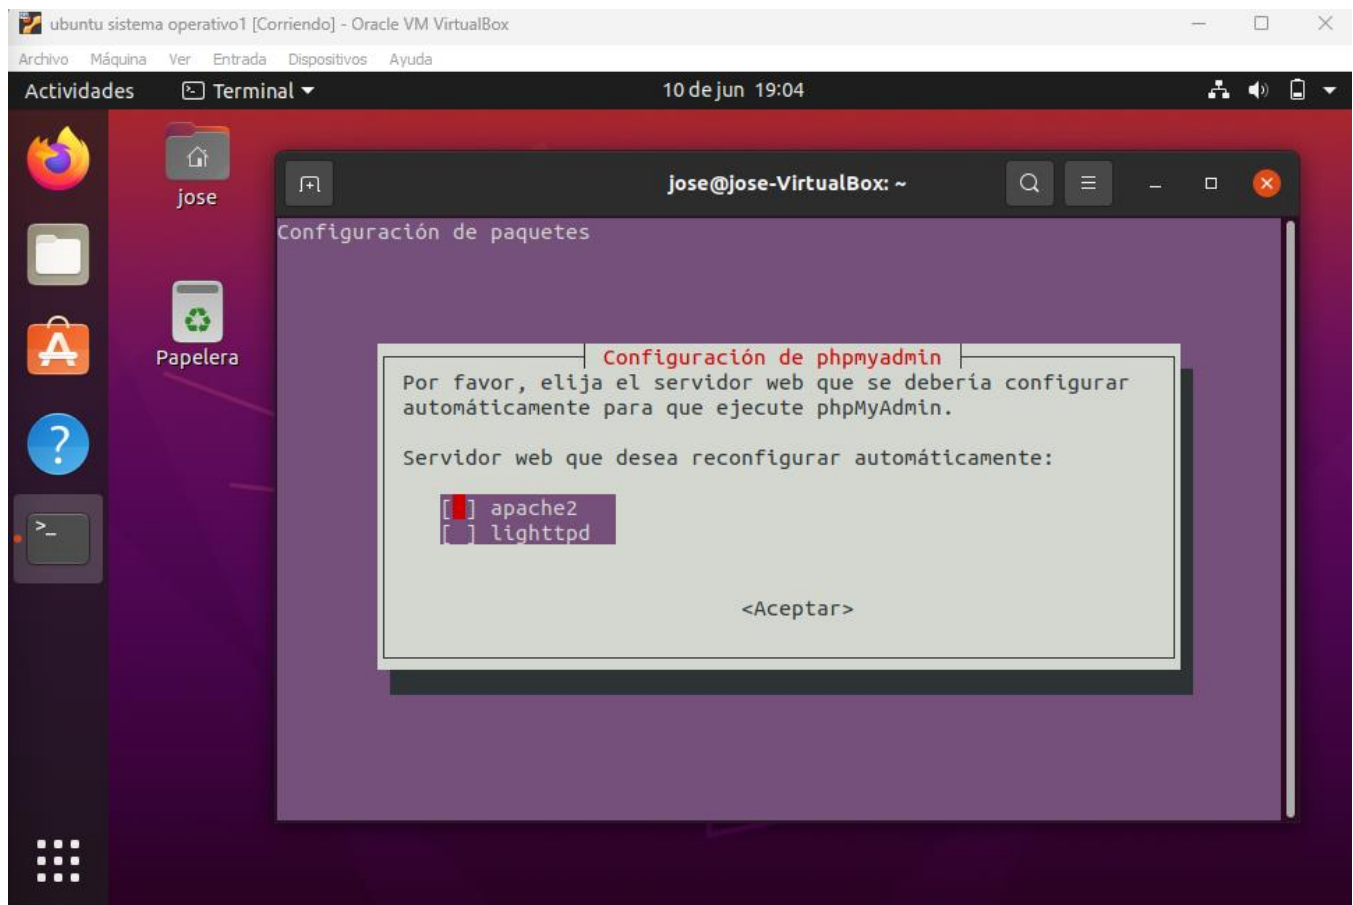 ubuntu sistema operativo1 [Corriendo] - Oracle VM VirtualBox
Archivo Máquina Ver Entrada Dispositivos Ayuda
Actividades Terminal 10 de jun 19:04
jose
Papelera
jose@jose-VirtualBox: ~
Configuración de paquetes
Configuración de phpmyadmin
Por favor, elija el servidor web que se debería configurar
automáticamente para que ejecute phpMyAdmin.
Servidor web que desea reconfigurar automáticamente:
[ ] apache2
[ ] lighttpd
<Aceptar>